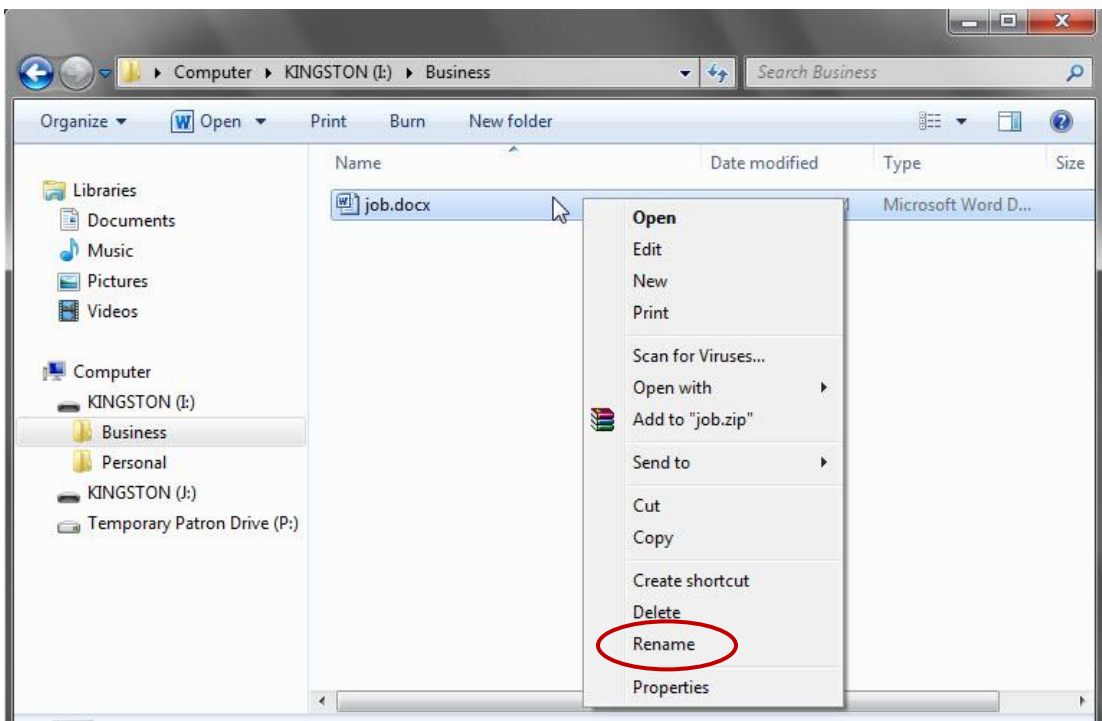 Computer ▸ KINGSTON (I:) ▸ Business
Search Business
Organize
Open
Print
Burn
New folder
Name
Date modified
Type
Size
Libraries
Documents
Music
Pictures
Videos
Computer
KINGSTON (I:)
Business
Personal
KINGSTON (J:)
Temporary Patron Drive (P:)
job.docx
Microsoft Word D...
Open
Edit
New
Print
Scan for Viruses...
Open with
Add to "job.zip"
Send to
Cut
Copy
Create shortcut
Delete
Rename
Properties